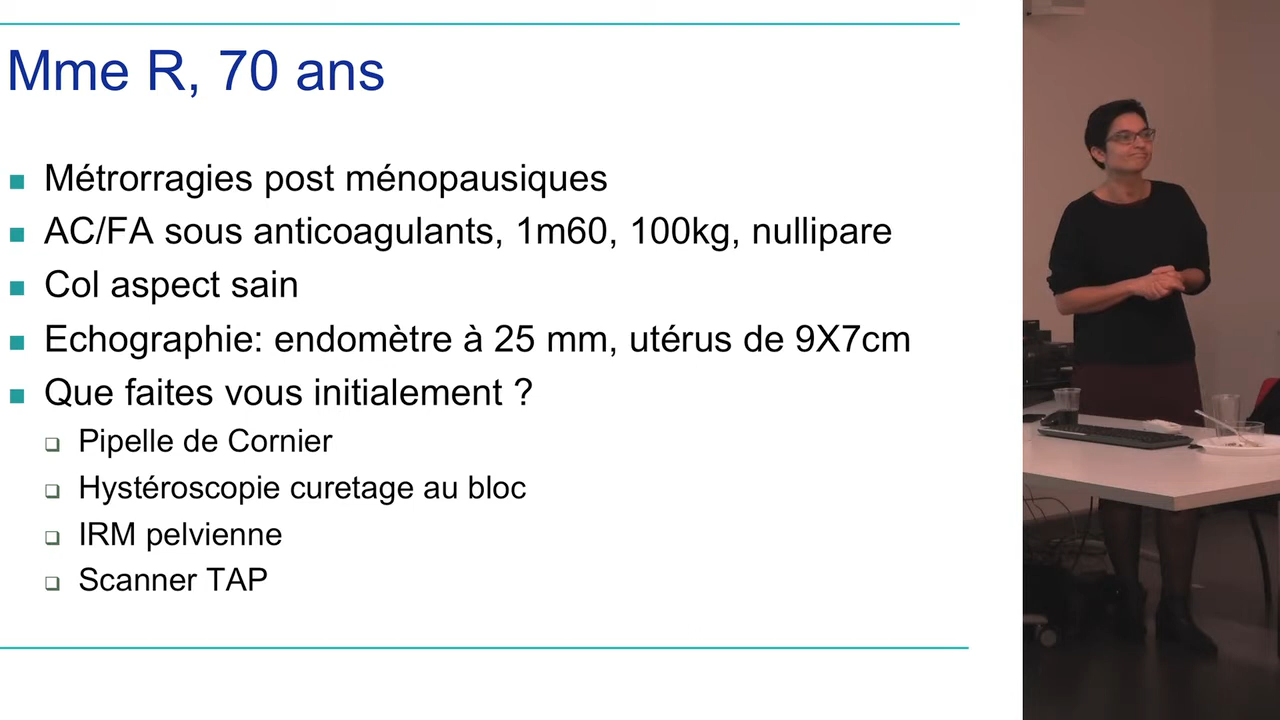 Mme R, 70 ans
Métrorragies post ménopausiques
AC/FA sous anticoagulants, 1m60, 100kg, nullipare
Col aspect sain
Echographie: endomètre à 25 mm, utérus de 9X7cm
Que faites vous initialement ?
Pipelle de Cornier
Hystéroscopie curetage au bloc
IRM pelvienne
Scanner TAP